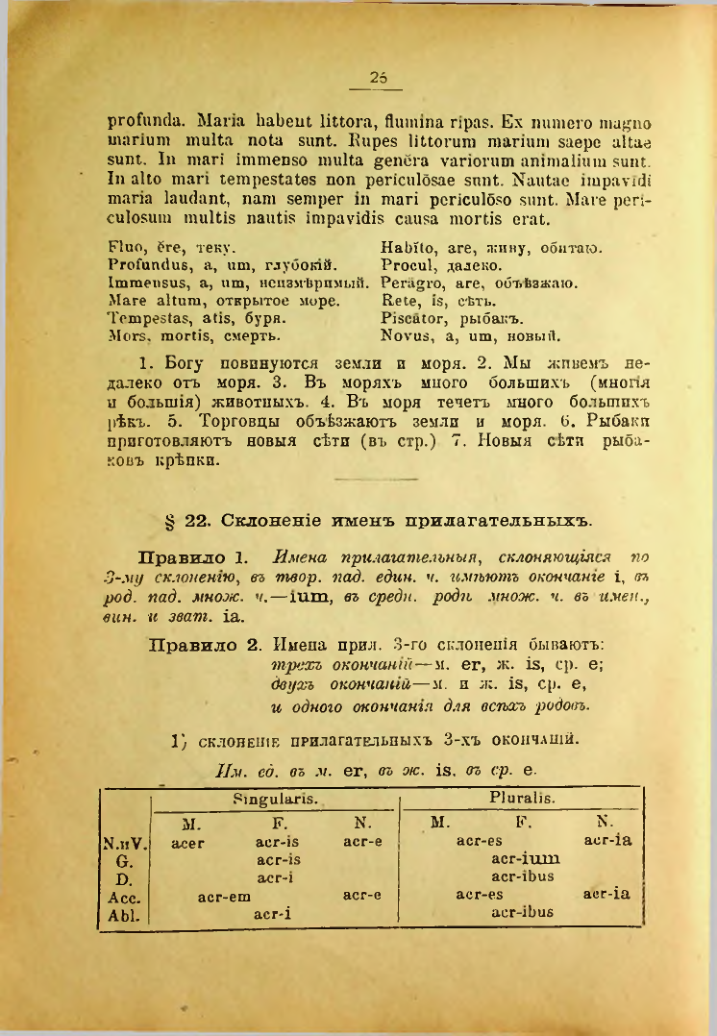 26
profunda. Maria habent littora, flumina ripas. Ex numero magno
marium multa nota sunt. Rupes littorum marium saepe altae
sunt. In mari immenso multa genĕra variorum animalium sunt.
In alto mari tempestates non periculōsae sunt. Nautae impavidi
maria laudant, nam semper in mari periculōso sunt. Mare peri-
culosum multis nautis impavidis causa mortis erat.
Fluo, ĕre, теку.
Profundus, a, um, глубокій.
Immensus, a, um, неизмѣримый.
Mare altum, открытое море.
Tempestas, atis, буря.
Mors, mortis, смерть.
Habĭto, are, живу, обитаю.
Procul, далеко.
Peragro, are, объѣзжаю.
Rete, is, сѣть.
Piscātor, рыбакъ.
Novus, a, um, новый.
1. Богу повинуются земли и моря. 2. Мы живемъ не-
далеко отъ моря. 3. Въ моряхъ много большихъ (многія
и большія) животныхъ. 4. Въ моря течетъ много большихъ
рѣкъ. 5. Торговцы объѣзжаютъ земли и моря. 6. Рыбаки
приготовляютъ новыя сѣти (въ стр.) 7. Новыя сѣти рыба-
ковъ крѣпки.
§ 22. Склоненіе именъ прилагательныхъ.
Правило 1. Имена прилагательныя, склоняющіяся по
3-му склоненію, въ твор. пад. един. ч. имѣютъ окончаніе i, въ
род. пад. множ. ч.—ium, въ средн. родѣ множ. ч. въ имен.,
вин. и зват. ia.
Правило 2. Имена прил. 3-го склоненія бываютъ:
трехъ окончаній—м. er, ж. is, ср. e;
двухъ окончаній—м. и ж. is, ср. e,
и одного окончанія для всѣхъ родовъ.
1) СКЛОНЕНІЕ ПРИЛАГАТЕЛЬНЫХЪ 3-ХЪ ОКОНЧАНІЙ.
Им. ед. въ м. er, въ ж. is, въ ср. e.
Singularis. Pluralis.
M. F. N. M. F. N.
N.иV. acer acr-is acr-e acr-es acr-ia
G. acr-is acr-ium
D. acr-i acr-ibus
Acc. acr-em acr-e acr-es acr-ia
Abl. acr-i acr-ibus